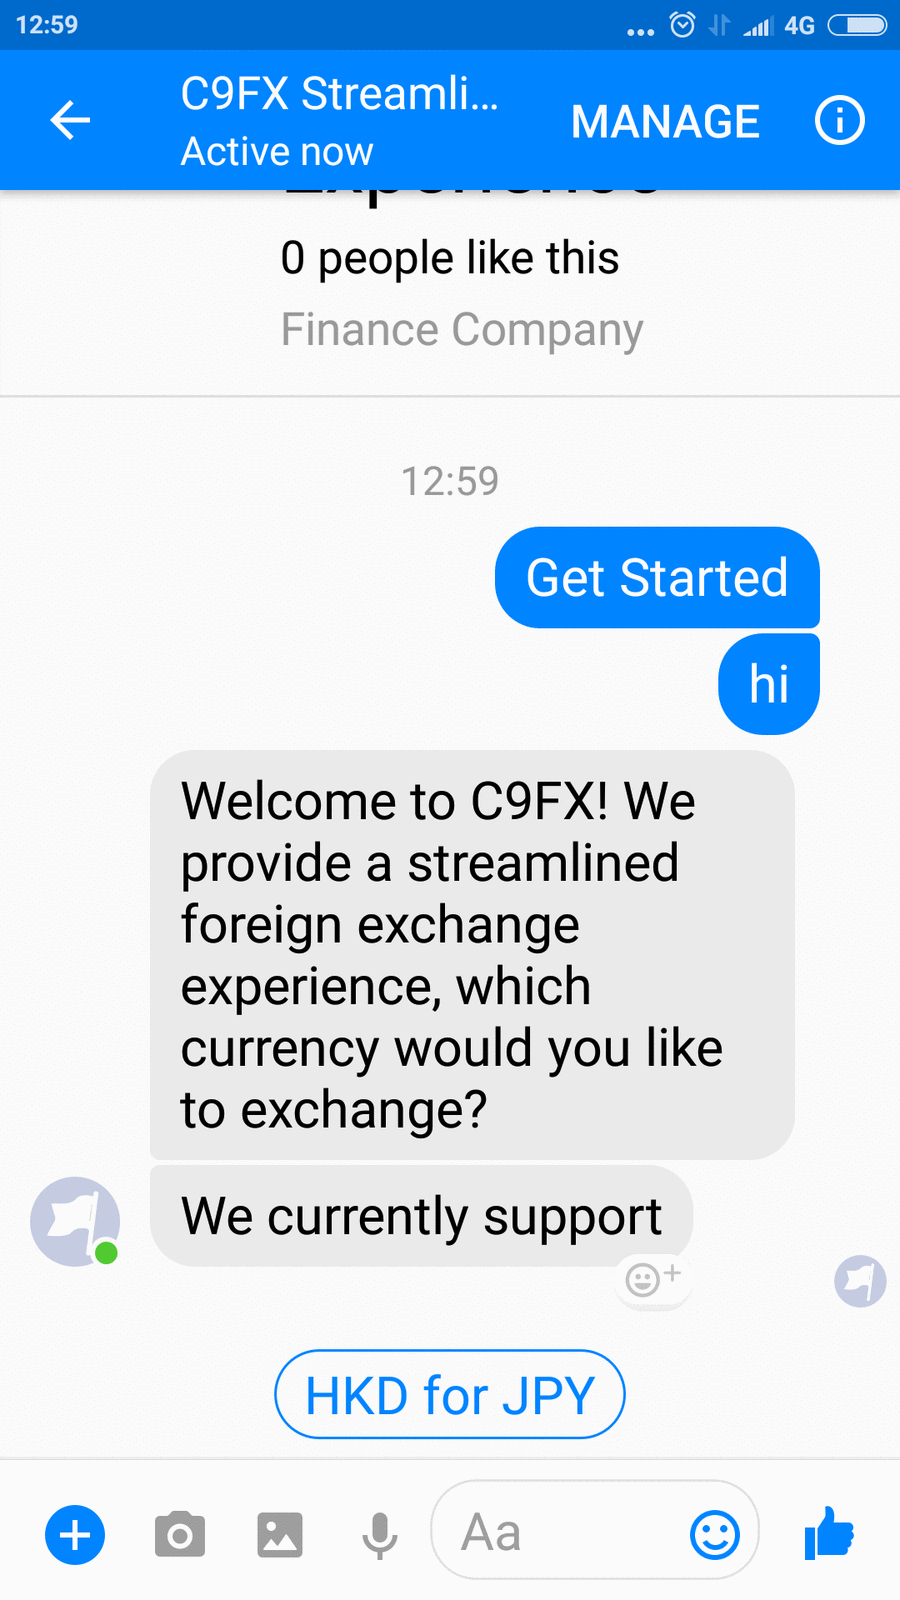 12:59
4G
C9FX Streamli...
Active now
MANAGE
Experience
0 people like this
Finance Company
12:59
Get Started
hi
Welcome to C9FX! We
provide a streamlined
foreign exchange
experience, which
currency would you like
to exchange?
We currently support
HKD for JPY
Aa